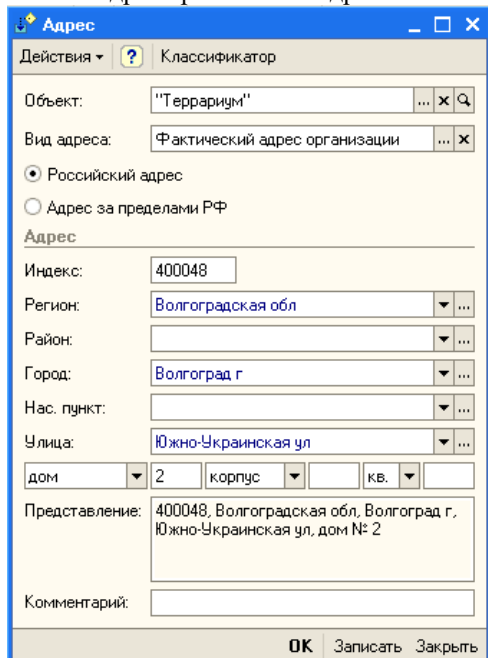 Адрес
Действия ? Классификатор
Объект: "Террариум" ... x
Вид адреса: Фактический адрес организации ... x
Российский адрес
Адрес за пределами РФ
Адрес
Индекс: 400048
Регион: Волгоградская обл ...
Район: ...
Город: Волгоград г ...
Нас. пункт: ...
Улица: Южно-Украинская ул ...
дом 2 корпус кв.
Представление: 400048, Волгоградская обл, Волгоград г,
Южно-Украинская ул, дом № 2
Комментарий:
OK Записать Закрыть